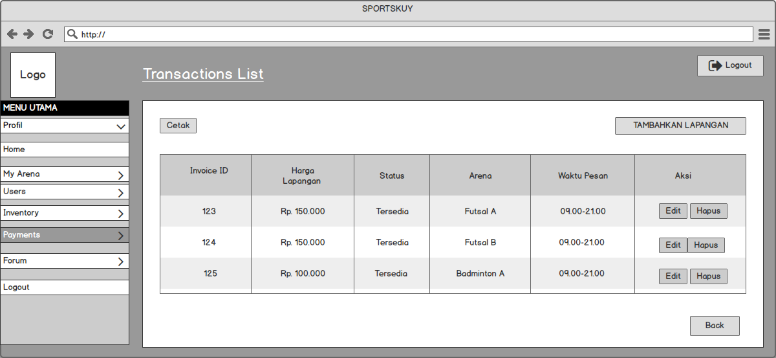 SPORTSKUY
http://
Logo
Transactions List
Logout
MENU UTAMA
Profil
Home
My Arena
Users
Inventory
Payments
Forum
Logout
Cetak
TAMBAHKAN LAPANGAN
Invoice ID Harga Lapangan Status Arena Waktu Pesan Aksi
123 Rp. 150.000 Tersedia Futsal A 09.00-21.00 Edit Hapus
124 Rp. 150.000 Tersedia Futsal B 09.00-21.00 Edit Hapus
125 Rp. 100.000 Tersedia Badminton A 09.00-21.00 Edit Hapus
Back